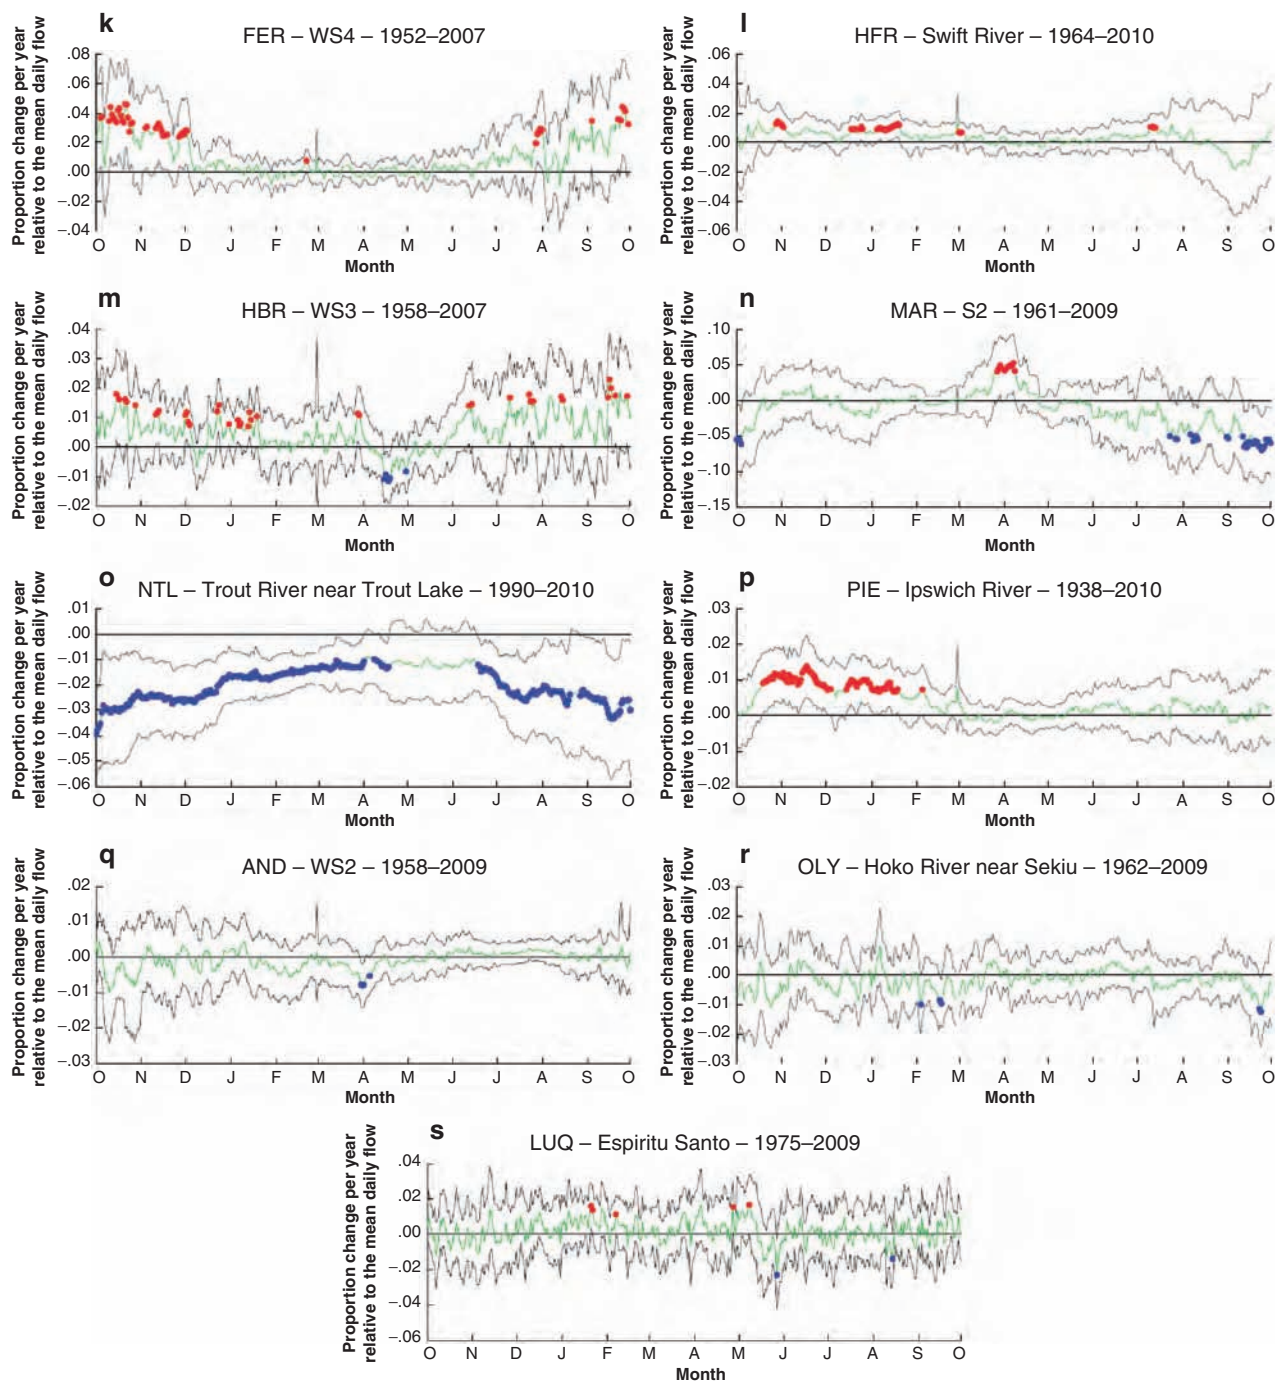 k
FER – WS4 – 1952–2007
Proportion change per year
relative to the mean daily flow
.08
.06
.04
.02
.00
–.02
–.04
O N D J F M A M J J A S O
Month
l
HFR – Swift River – 1964–2010
Proportion change per year
relative to the mean daily flow
.06
.04
.02
.00
–.02
–.04
–.06
O N D J F M A M J J A S O
Month
m
HBR – WS3 – 1958–2007
Proportion change per year
relative to the mean daily flow
.04
.03
.02
.01
.00
–.01
–.02
O N D J F M A M J J A S O
Month
n
MAR – S2 – 1961–2009
Proportion change per year
relative to the mean daily flow
.10
.05
.00
–.05
–.10
–.15
O N D J F M A M J J A S O
Month
o
NTL – Trout River near Trout Lake – 1990–2010
Proportion change per year
relative to the mean daily flow
.01
.00
–.01
–.02
–.03
–.04
–.05
–.06
O N D J F M A M J J A S O
Month
p
PIE – Ipswich River – 1938–2010
Proportion change per year
relative to the mean daily flow
.03
.02
.01
.00
–.01
–.02
O N D J F M A M J J A S O
Month
q
AND – WS2 – 1958–2009
Proportion change per year
relative to the mean daily flow
.02
.01
.00
–.01
–.02
–.03
O N D J F M A M J J A S O
Month
r
OLY – Hoko River near Sekiu – 1962–2009
Proportion change per year
relative to the mean daily flow
.03
.02
.01
.00
–.01
–.02
–.03
O N D J F M A M J J A S O
Month
s
LUQ – Espiritu Santo – 1975–2009
Proportion change per year
relative to the mean daily flow
.04
.02
.00
–.02
–.04
–.06
O N D J F M A M J J A S O
Month